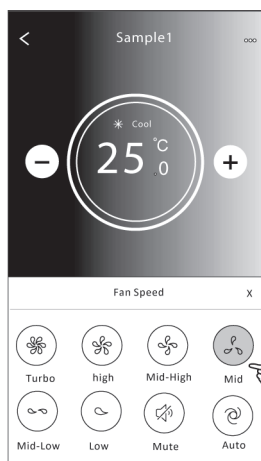 Sample1
Cool
25.0 °C
Fan Speed X
Turbo high Mid-High Mid
Mid-Low Low Mute Auto